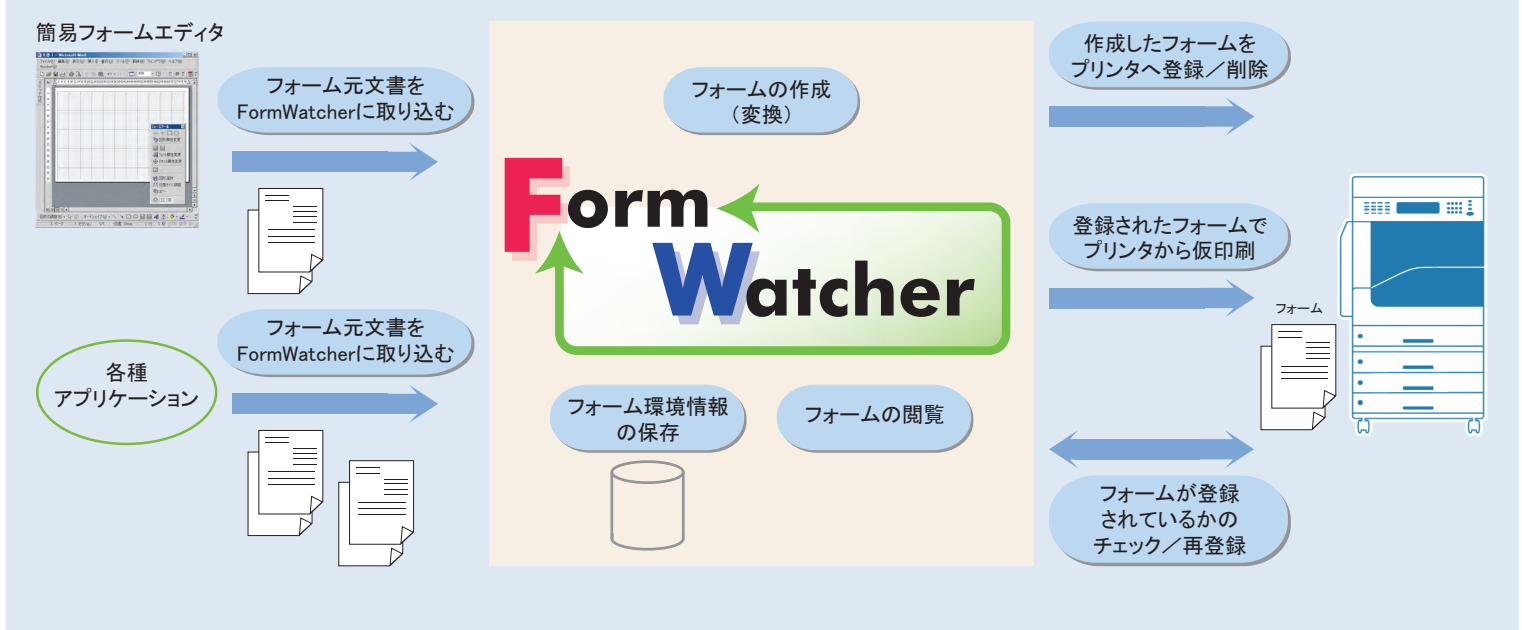 簡易フォームエディタ
フォーム元文書を
FormWatcherに取り込む
各種
アプリケーション
フォーム元文書を
FormWatcherに取り込む
フォームの作成
（変換）
Form
Watcher
フォーム環境情報
の保存
フォームの閲覧
作成したフォームを
プリンタへ登録／削除
登録されたフォームで
プリンタから仮印刷
フォーム
フォームが登録
されているかの
チェック／再登録